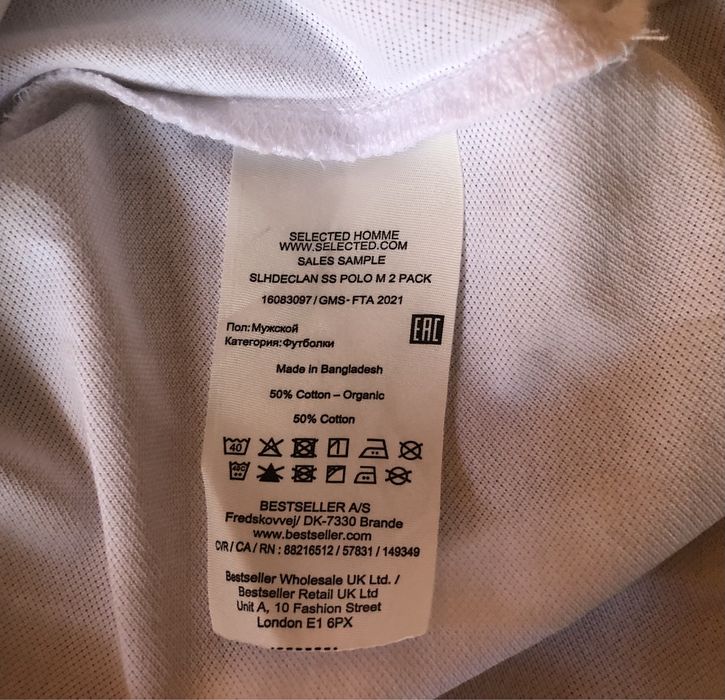 SELECTED HOMME
WWW.SELECTED.COM
SALES SAMPLE
SLHDECLAN SS POLO M 2 PACK
16083097/GMS-FTA 2021
Пол:Мужской
Категория:Футболки
EAC
Made in Bangladesh
50% Cotton – Organic
50% Cotton
40
40C
BESTSELLER A/S
Fredskovvej/ DK-7330 Brande
www.bestseller.com
CVR / CA / RN : 88216512 / 57831 / 149349
Bestseller Wholesale UK Ltd. /
Bestseller Retail UK Ltd
Unit A, 10 Fashion Street
London E1 6PX